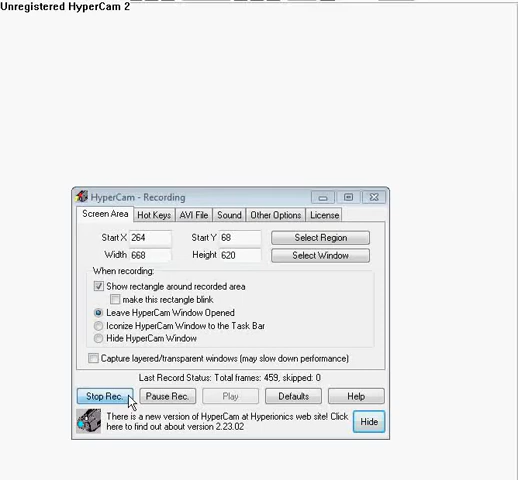 Unregistered HyperCam 2
HyperCam - Recording
Screen Area Hot Keys AVI File Sound Other Options License
Start X 264 Start Y 68 Select Region
Width 668 Height 620 Select Window
When recording:
Show rectangle around recorded area
make this rectangle blink
Leave HyperCam Window Opened
Iconize HyperCam Window to the Task Bar
Hide HyperCam Window
Capture layered/transparent windows (may slow down performance)
Last Record Status: Total frames: 459, skipped: 0
Stop Rec. Pause Rec. Play Defaults Help
There is a new version of HyperCam at Hyperionics web site! Click
here to find out about version 2.23.02
Hide